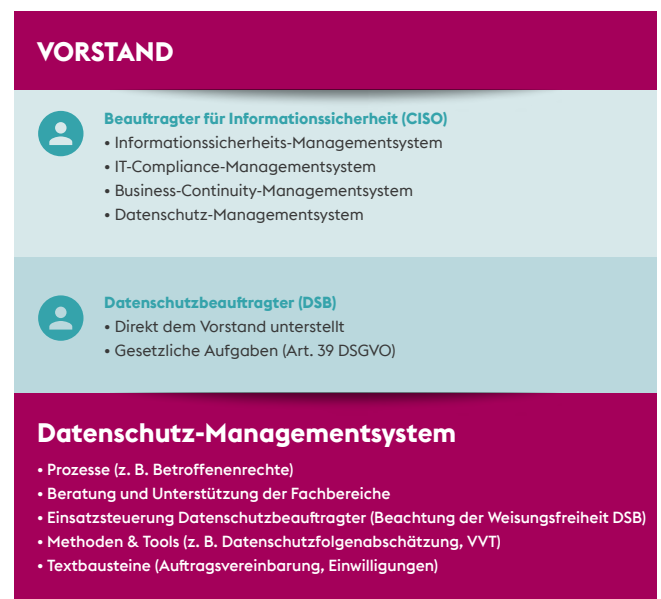 VORSTAND
Beauftragter für Informationssicherheit (CISO)
• Informationssicherheits-Managementsystem
• IT-Compliance-Managementsystem
• Business-Continuity-Managementsystem
• Datenschutz-Managementsystem
Datenschutzbeauftragter (DSB)
• Direkt dem Vorstand unterstellt
• Gesetzliche Aufgaben (Art. 39 DSGVO)
Datenschutz-Managementsystem
• Prozesse (z. B. Betroffenenrechte)
• Beratung und Unterstützung der Fachbereiche
• Einsatzsteuerung Datenschutzbeauftragter (Beachtung der Weisungsfreiheit DSB)
• Methoden & Tools (z. B. Datenschutzfolgenabschätzung, VVT)
• Textbausteine (Auftragsvereinbarung, Einwilligungen)